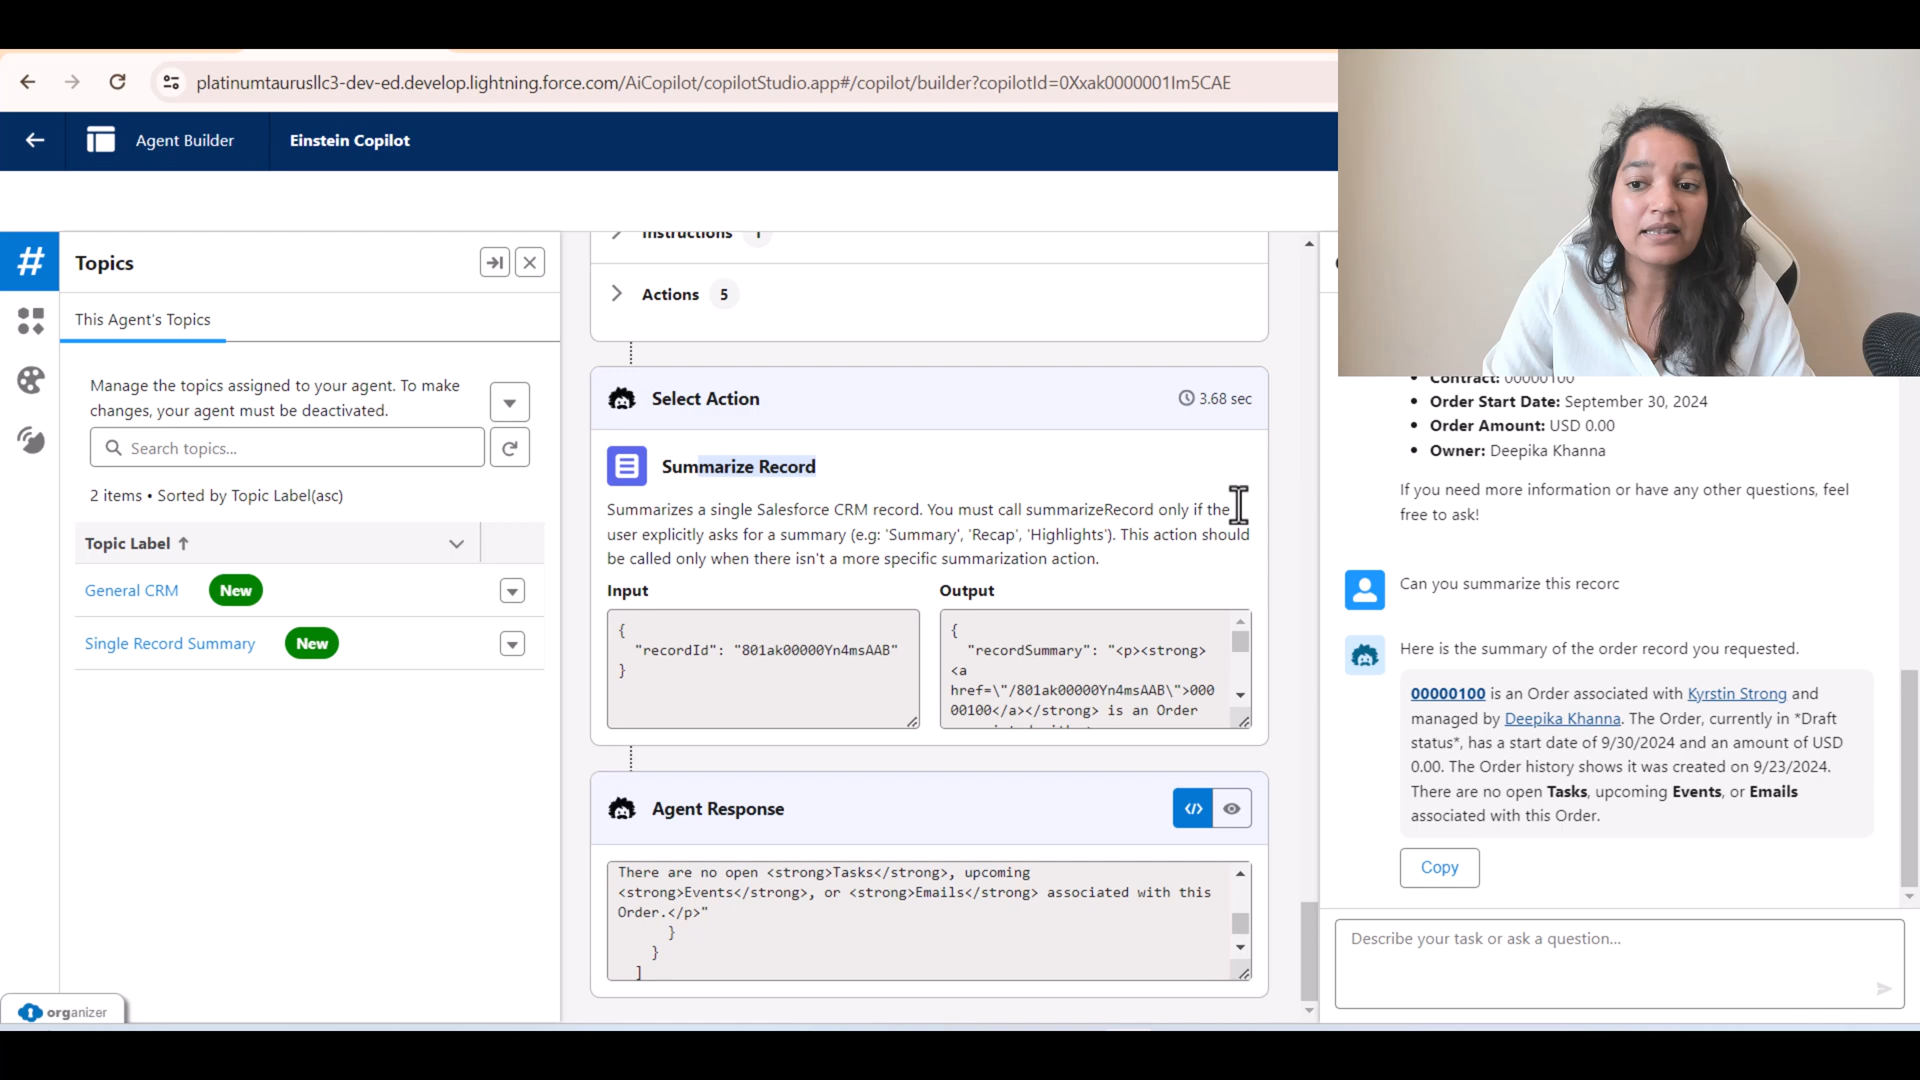 platinumtaurusllc3-dev-ed.develop.lightning.force.com/AiCopilot/copilotStudio.app#/copilot/builder?copilotId=0Xxak0000001Im5CAE
Agent Builder
Einstein Copilot
Topics
This Agent's Topics
Manage the topics assigned to your agent. To make
changes, your agent must be deactivated.
Search topics...
2 items • Sorted by Topic Label(asc)
Topic Label ↑
General CRM New
Single Record Summary New
organizer
Instructions 1
Actions 5
Select Action
3.68 sec
Summarize Record
Summarizes a single Salesforce CRM record. You must call summarizeRecord only if the
user explicitly asks for a summary (e.g: 'Summary', 'Recap', 'Highlights'). This action should
be called only when there isn't a more specific summarization action.
Input
{
"recordId": "801ak00000Yn4msAAB"
}
Output
{
"recordSummary": "<p><strong>
<a
href=\"/801ak00000Yn4msAAB\">000
00100</a></strong> is an Order
Agent Response
There are no open <strong>Tasks</strong>, upcoming
<strong>Events</strong>, or <strong>Emails</strong> associated with this
Order.</p>"
}
}
]
• Contract: 00000100
• Order Start Date: September 30, 2024
• Order Amount: USD 0.00
• Owner: Deepika Khanna
If you need more information or have any other questions, feel
free to ask!
Can you summarize this recorc
Here is the summary of the order record you requested.
00000100 is an Order associated with Kyrstin Strong and
managed by Deepika Khanna. The Order, currently in *Draft
status*, has a start date of 9/30/2024 and an amount of USD
0.00. The Order history shows it was created on 9/23/2024.
There are no open Tasks, upcoming Events, or Emails
associated with this Order.
Copy
Describe your task or ask a question...